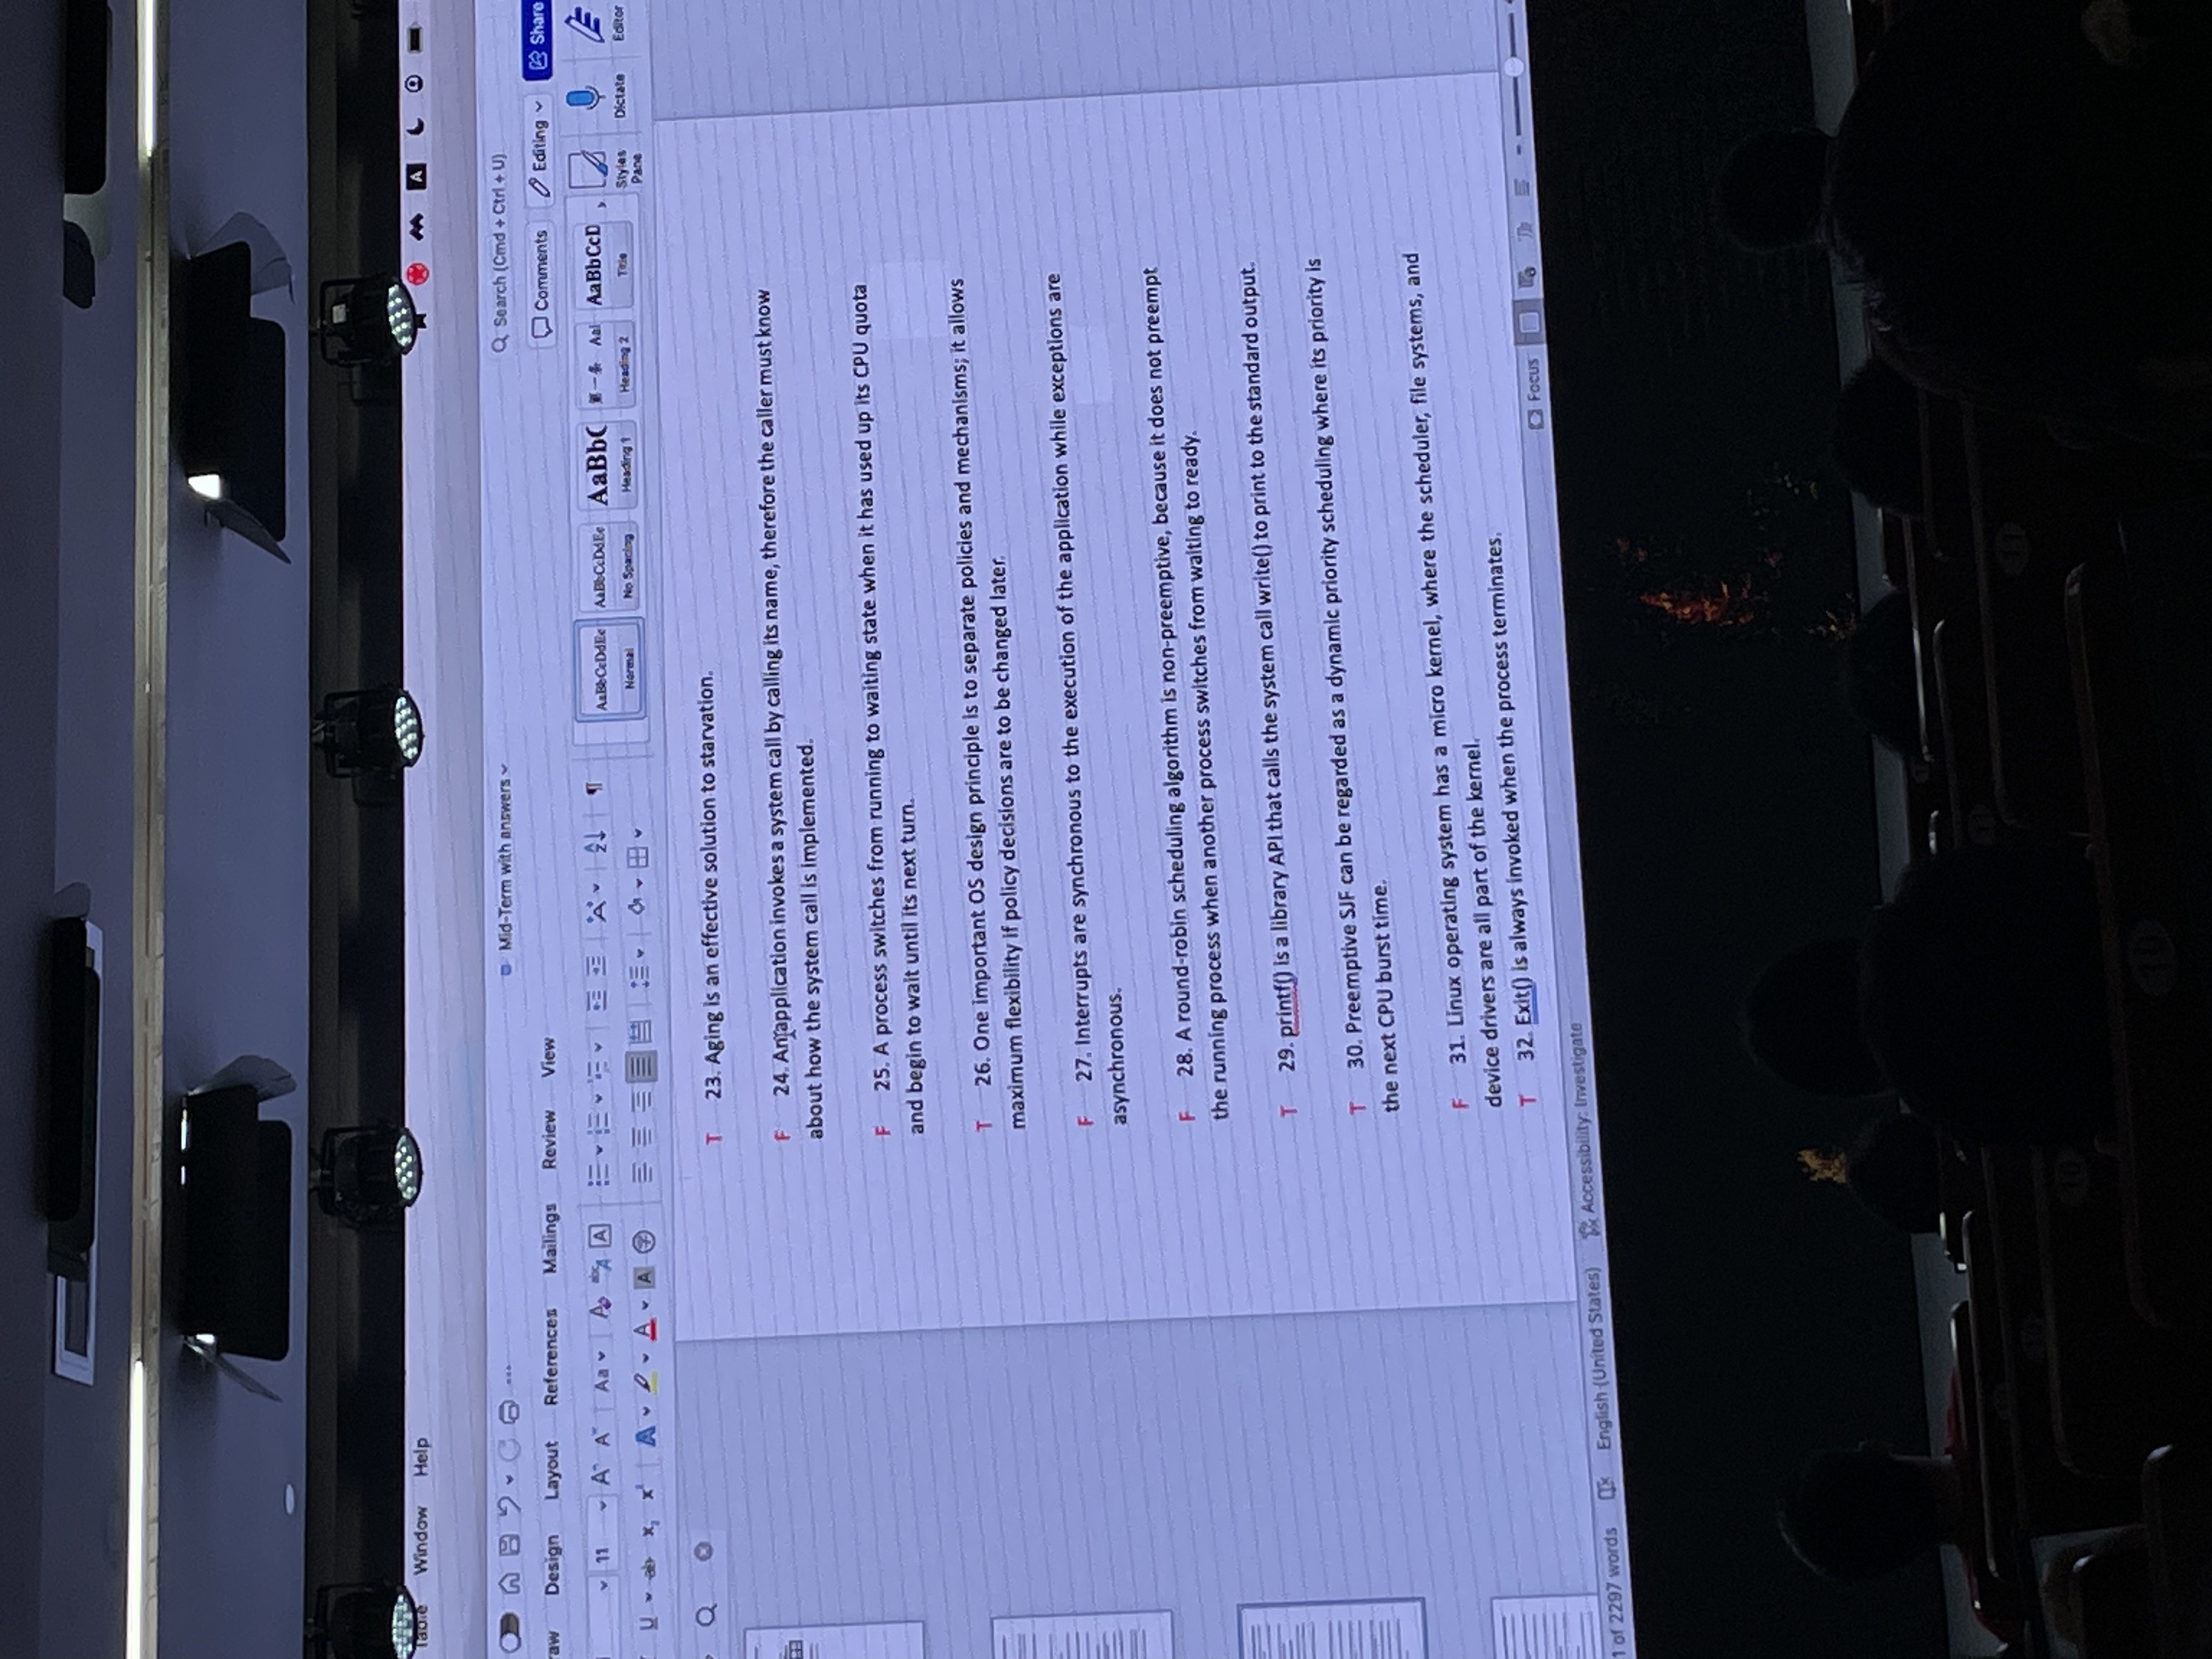 Table Window Help
A
Mid-Term with answers
Search (Cmd + Ctrl + U)
raw Design Layout References Mailings Review View
Comments Editing Share
11 Aa
AaBbCcDdEe AaBbCcDdEe AaBbC Aa AaBbCcD
Normal No Spacing Heading 1 Heading 2 Title
Styles Pane Dictate Editor
T 23. Aging is an effective solution to starvation.
F 24. An application invokes a system call by calling its name, therefore the caller must know
about how the system call is implemented.
F 25. A process switches from running to waiting state when it has used up its CPU quota
and begin to wait until its next turn.
T 26. One important OS design principle is to separate policies and mechanisms; it allows
maximum flexibility if policy decisions are to be changed later.
F 27. Interrupts are synchronous to the execution of the application while exceptions are
asynchronous.
F 28. A round-robin scheduling algorithm is non-preemptive, because it does not preempt
the running process when another process switches from waiting to ready.
T 29. printf() is a library API that calls the system call write() to print to the standard output.
T 30. Preemptive SJF can be regarded as a dynamic priority scheduling where its priority is
the next CPU burst time.
F 31. Linux operating system has a micro kernel, where the scheduler, file systems, and
device drivers are all part of the kernel.
T 32. Exit() is always invoked when the process terminates.
Focus
1 of 2297 words English (United States) Accessibility: Investigate
11
10